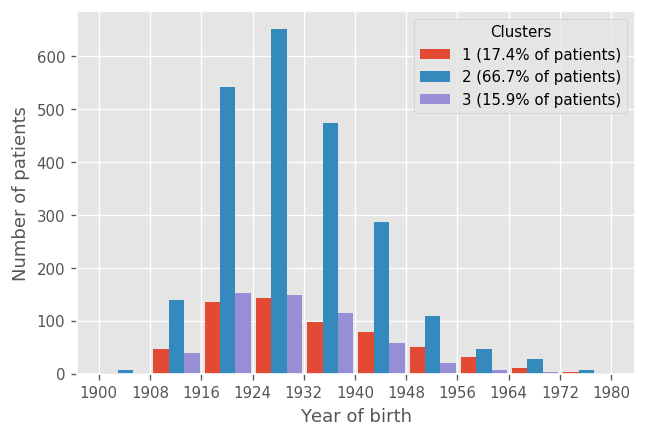 Clusters
1 (17.4% of patients)
2 (66.7% of patients)
3 (15.9% of patients)
Number of patients
600
500
400
300
200
100
0
1900 1908 1916 1924 1932 1940 1948 1956 1964 1972 1980
Year of birth